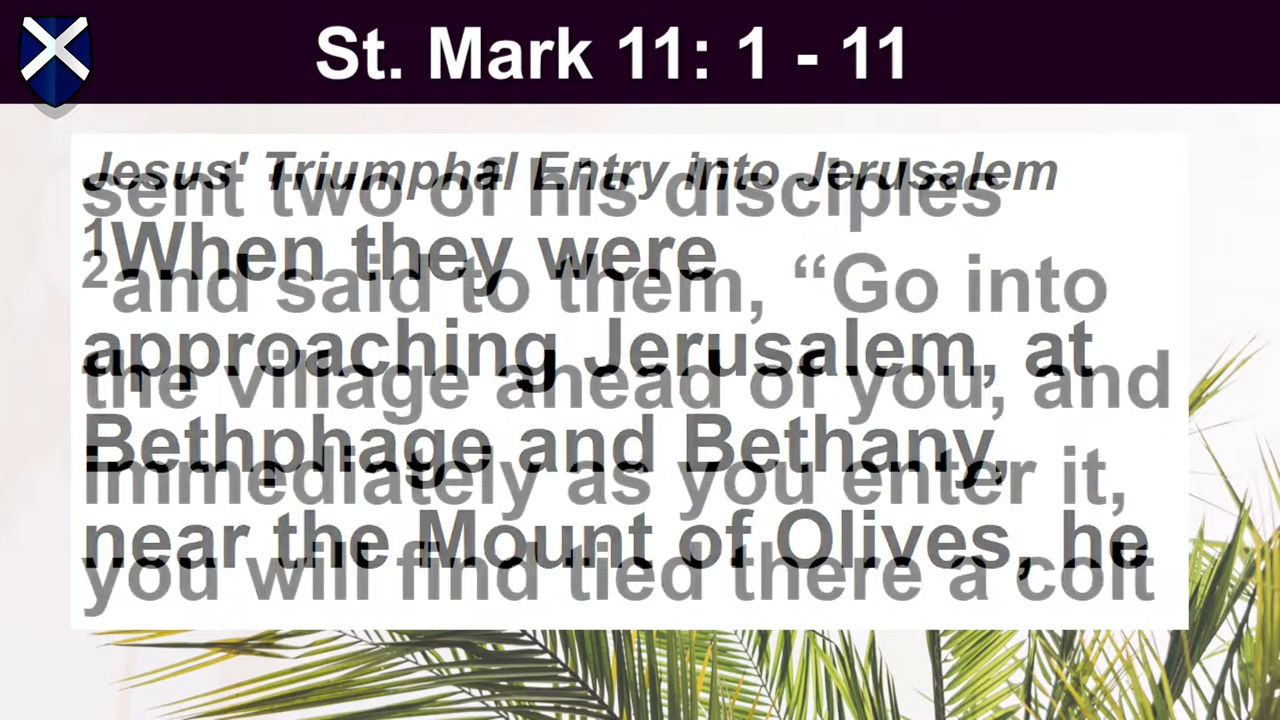 St. Mark 11: 1 - 11
Jesus' Triumphal Entry into Jerusalem
1When they were
approaching Jerusalem, at
Bethphage and Bethany,
near the Mount of Olives, he
sent two of his disciples
2and said to them, “Go into
the village ahead of you, and
immediately as you enter it,
you will find tied there a colt